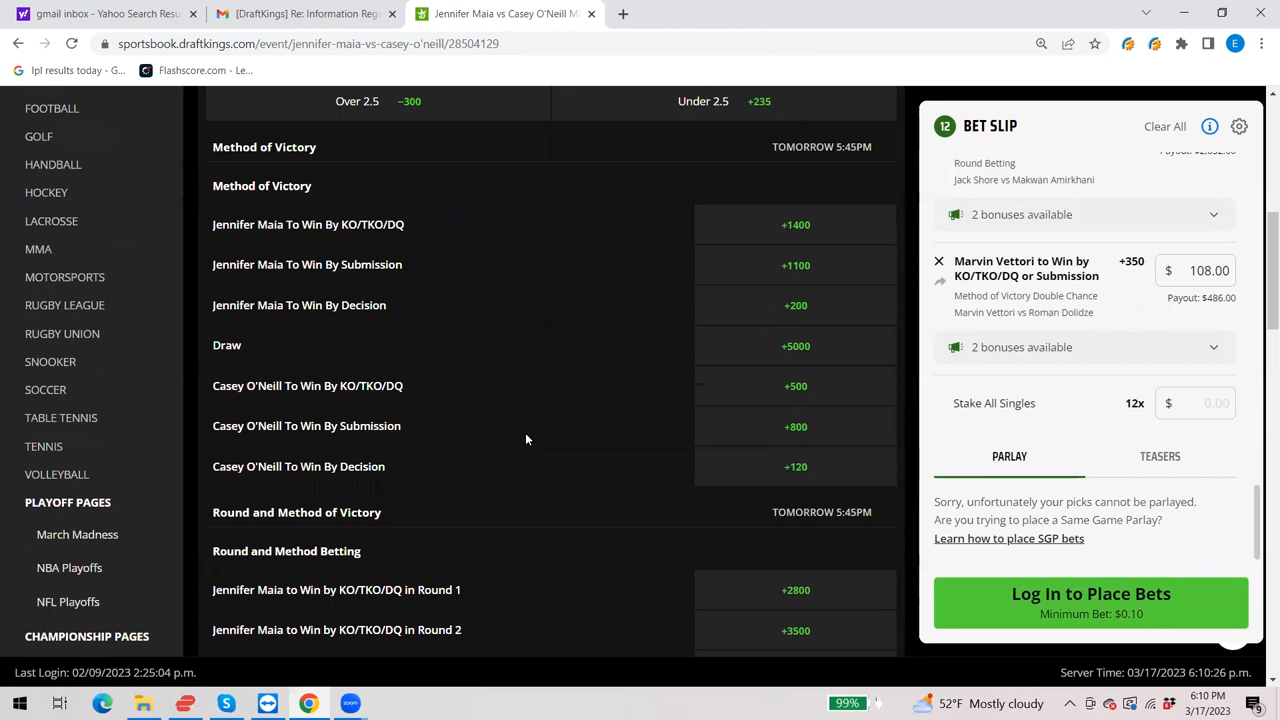 gmail inbox - Yahoo Search Resu
[DraftKings] Re: Information Reg
Jennifer Maia vs Casey O'Neill M
sportsbook.draftkings.com/event/jennifer-maia-vs-casey-o'neill/28504129
E
Ipl results today - G...
Flashscore.com - Le...
FOOTBALL
GOLF
HANDBALL
HOCKEY
LACROSSE
MMA
MOTORSPORTS
RUGBY LEAGUE
RUGBY UNION
SNOOKER
SOCCER
TABLE TENNIS
TENNIS
VOLLEYBALL
PLAYOFF PAGES
March Madness
NBA Playoffs
NFL Playoffs
CHAMPIONSHIP PAGES
Over 2.5 −300 Under 2.5 +235
Method of Victory TOMORROW 5:45PM
Method of Victory
Jennifer Maia To Win By KO/TKO/DQ +1400
Jennifer Maia To Win By Submission +1100
Jennifer Maia To Win By Decision +200
Draw +5000
Casey O'Neill To Win By KO/TKO/DQ +500
Casey O'Neill To Win By Submission +800
Casey O'Neill To Win By Decision +120
Round and Method of Victory TOMORROW 5:45PM
Round and Method Betting
Jennifer Maia to Win by KO/TKO/DQ in Round 1 +2800
Jennifer Maia to Win by KO/TKO/DQ in Round 2 +3500
12 BET SLIP Clear All
Round Betting
Jack Shore vs Makwan Amirkhani
2 bonuses available
Marvin Vettori to Win by +350 $ 108.00
KO/TKO/DQ or Submission
Method of Victory Double Chance Payout: $486.00
Marvin Vettori vs Roman Dolidze
2 bonuses available
Stake All Singles 12x $ 0.00
PARLAY TEASERS
Sorry, unfortunately your picks cannot be parlayed.
Are you trying to place a Same Game Parlay?
Learn how to place SGP bets
Log In to Place Bets
Minimum Bet: $0.10
Last Login: 02/09/2023 2:25:04 p.m. Server Time: 03/17/2023 6:10:26 p.m.
zoom
99%
52°F Mostly cloudy
6:10 PM
3/17/2023
9